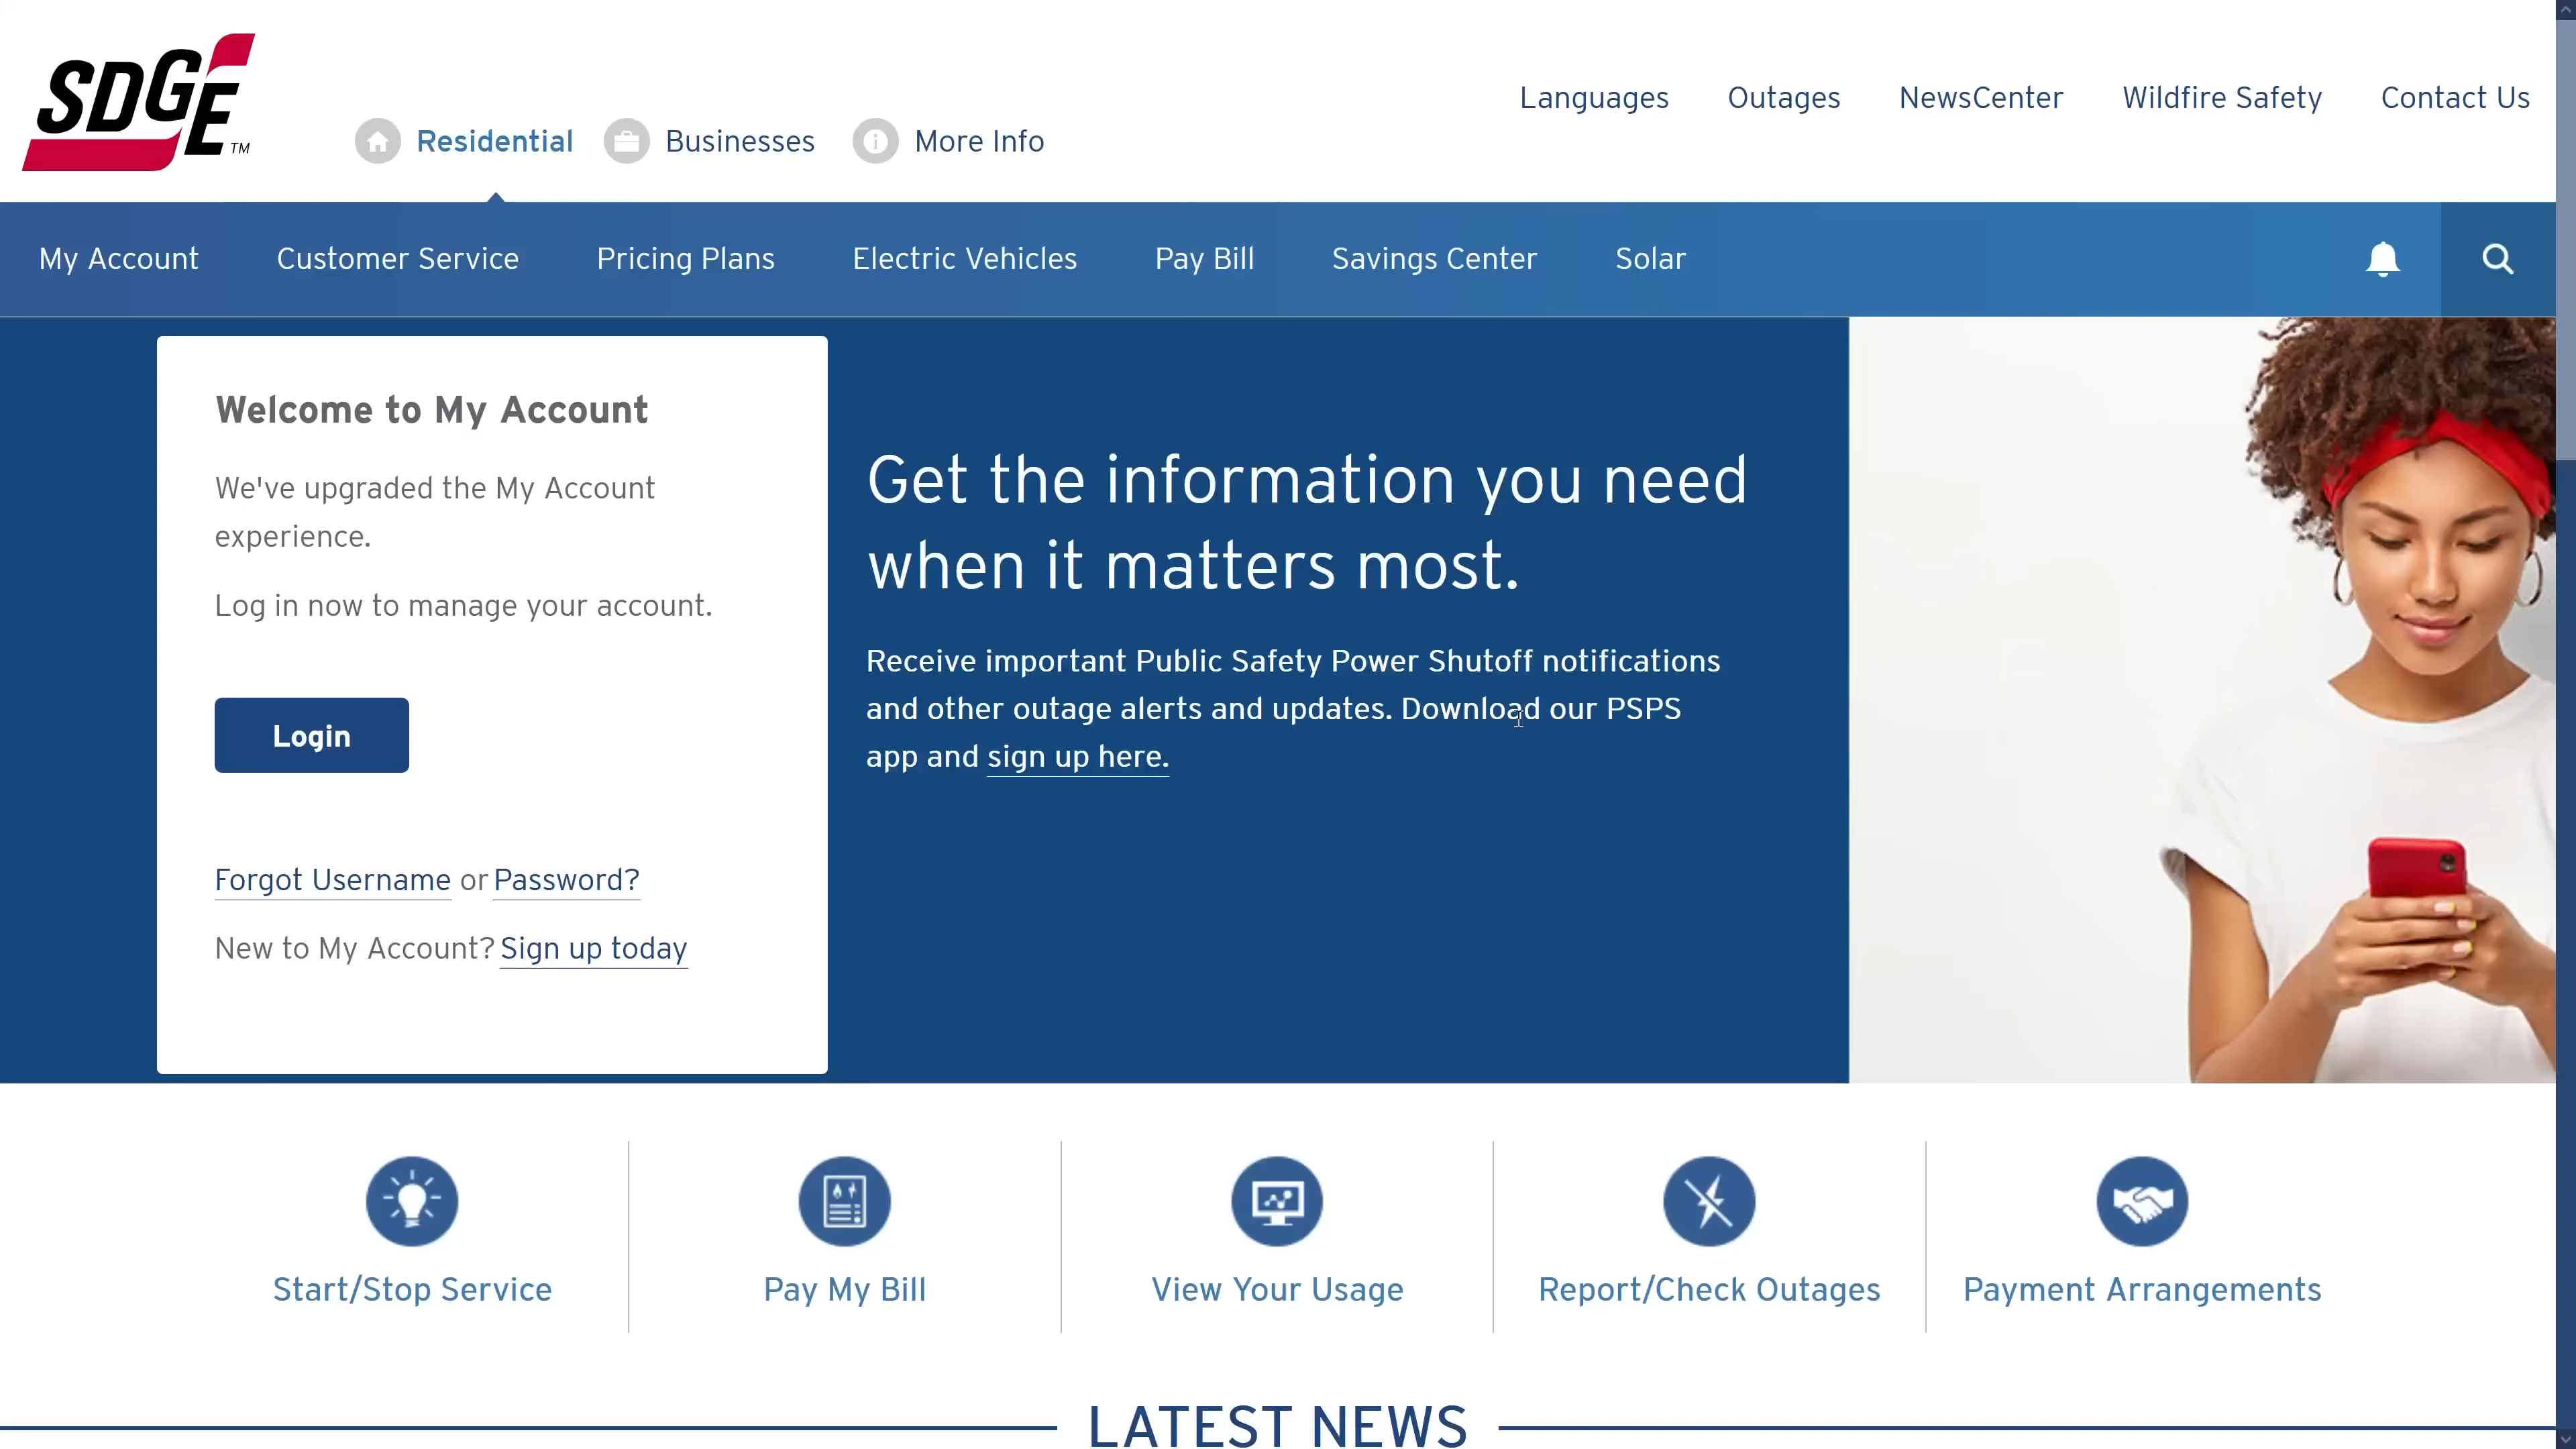 SDGE TM
Residential
Businesses
More Info
Languages
Outages
NewsCenter
Wildfire Safety
Contact Us
My Account
Customer Service
Pricing Plans
Electric Vehicles
Pay Bill
Savings Center
Solar
Welcome to My Account
We've upgraded the My Account
experience.
Log in now to manage your account.
Login
Forgot Username or Password?
New to My Account? Sign up today
Get the information you need
when it matters most.
Receive important Public Safety Power Shutoff notifications
and other outage alerts and updates. Download our PSPS
app and sign up here.
Start/Stop Service
Pay My Bill
View Your Usage
Report/Check Outages
Payment Arrangements
LATEST NEWS